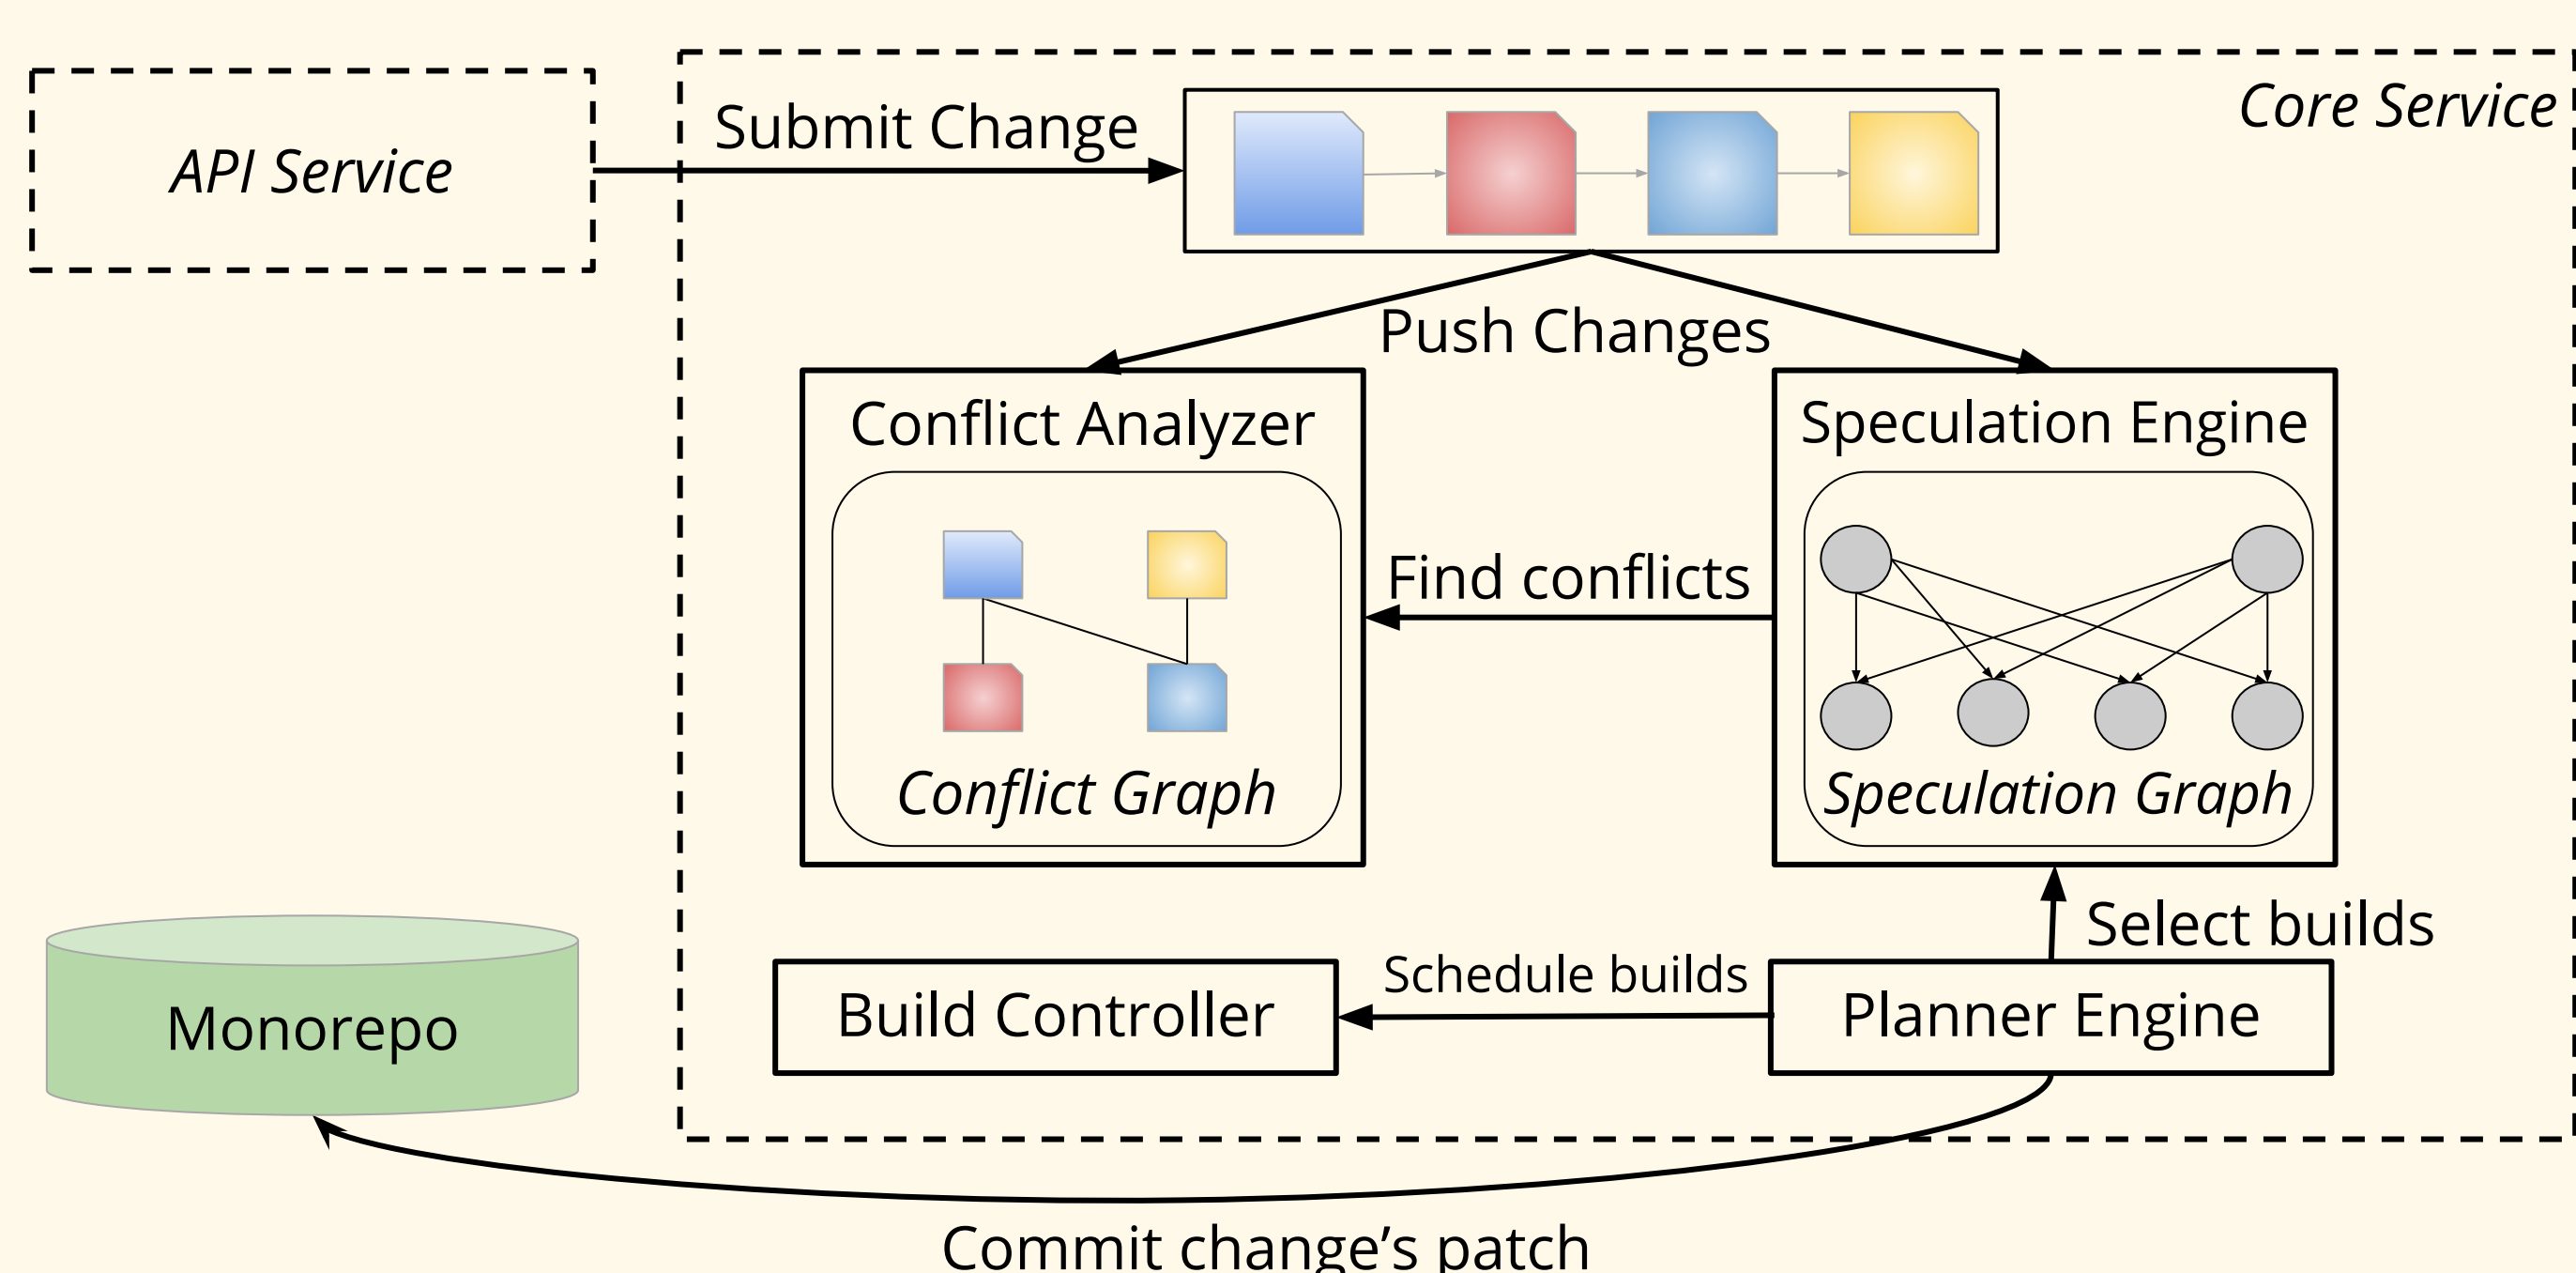 Core Service
API Service
Submit Change
Push Changes
Conflict Analyzer
Speculation Engine
Find conflicts
Conflict Graph
Speculation Graph
Select builds
Schedule builds
Build Controller
Planner Engine
Monorepo
Commit change’s patch